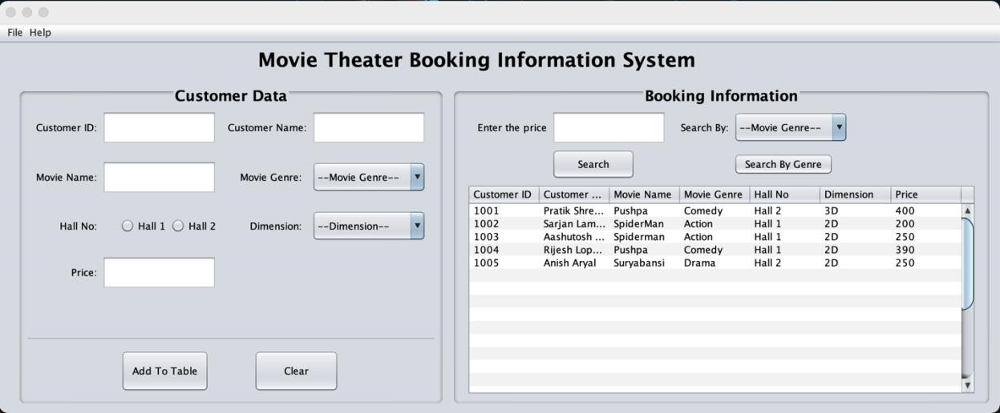 File Help
Movie Theater Booking Information System
Customer Data
Customer ID:
Customer Name:
Movie Name:
Movie Genre: --Movie Genre--
Hall No: Hall 1 Hall 2
Dimension: --Dimension--
Price:
Add To Table
Clear
Booking Information
Enter the price
Search By: --Movie Genre--
Search
Search By Genre
Customer ID Customer ... Movie Name Movie Genre Hall No Dimension Price
1001 Pratik Shre... Pushpa Comedy Hall 2 3D 400
1002 Sarjan Lam... SpiderMan Action Hall 1 2D 200
1003 Aashutosh ... Spiderman Action Hall 1 2D 250
1004 Rijesh Lop... Pushpa Comedy Hall 1 2D 390
1005 Anish Aryal Suryabansi Drama Hall 2 2D 250